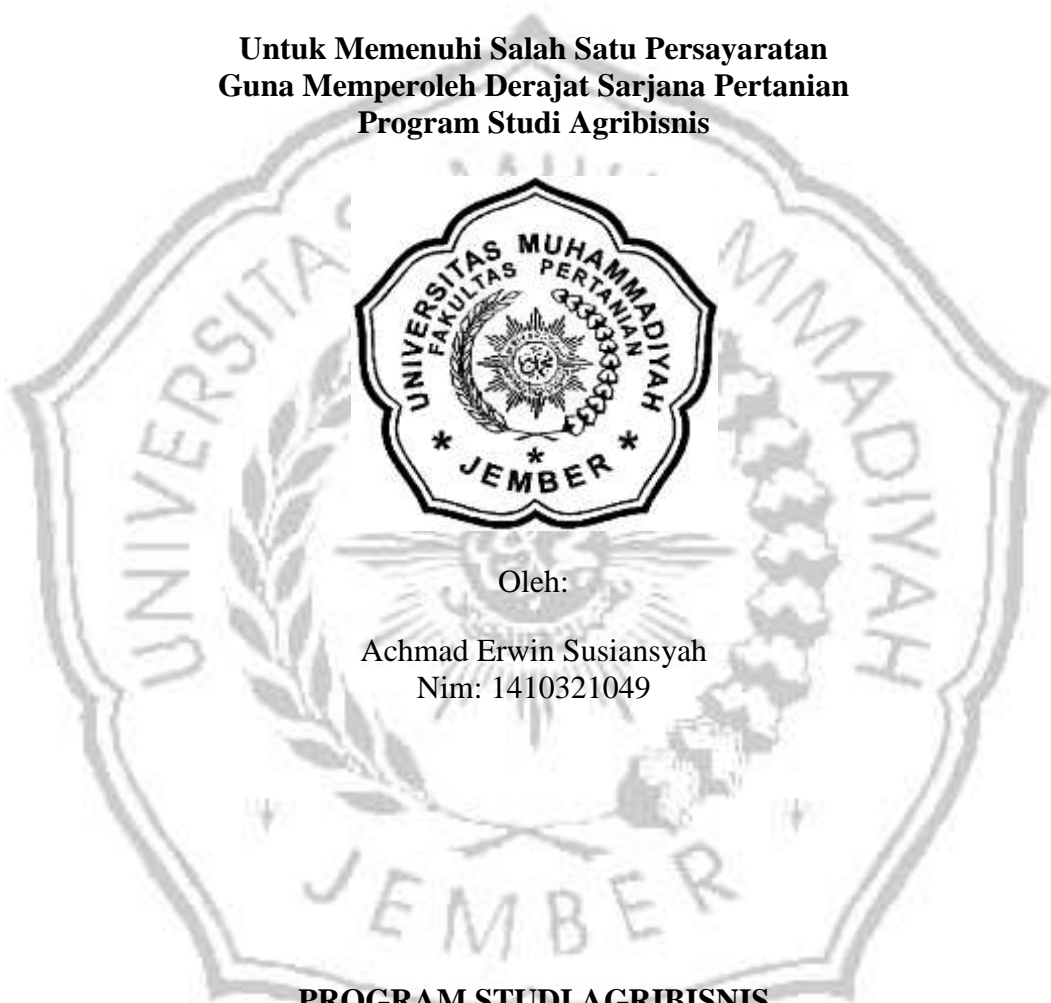 Untuk Memenuhi Salah Satu Persayaratan
Guna Memperoleh Derajat Sarjana Pertanian
Program Studi Agribisnis
UNIVERSITAS MUHAMMADIYAH
FAKULTAS PERTANIAN
* JEMBER *
*
Oleh:
Achmad Erwin Susiansyah
Nim: 1410321049
JEMBER
PROGRAM STUDI AGRIBISNIS